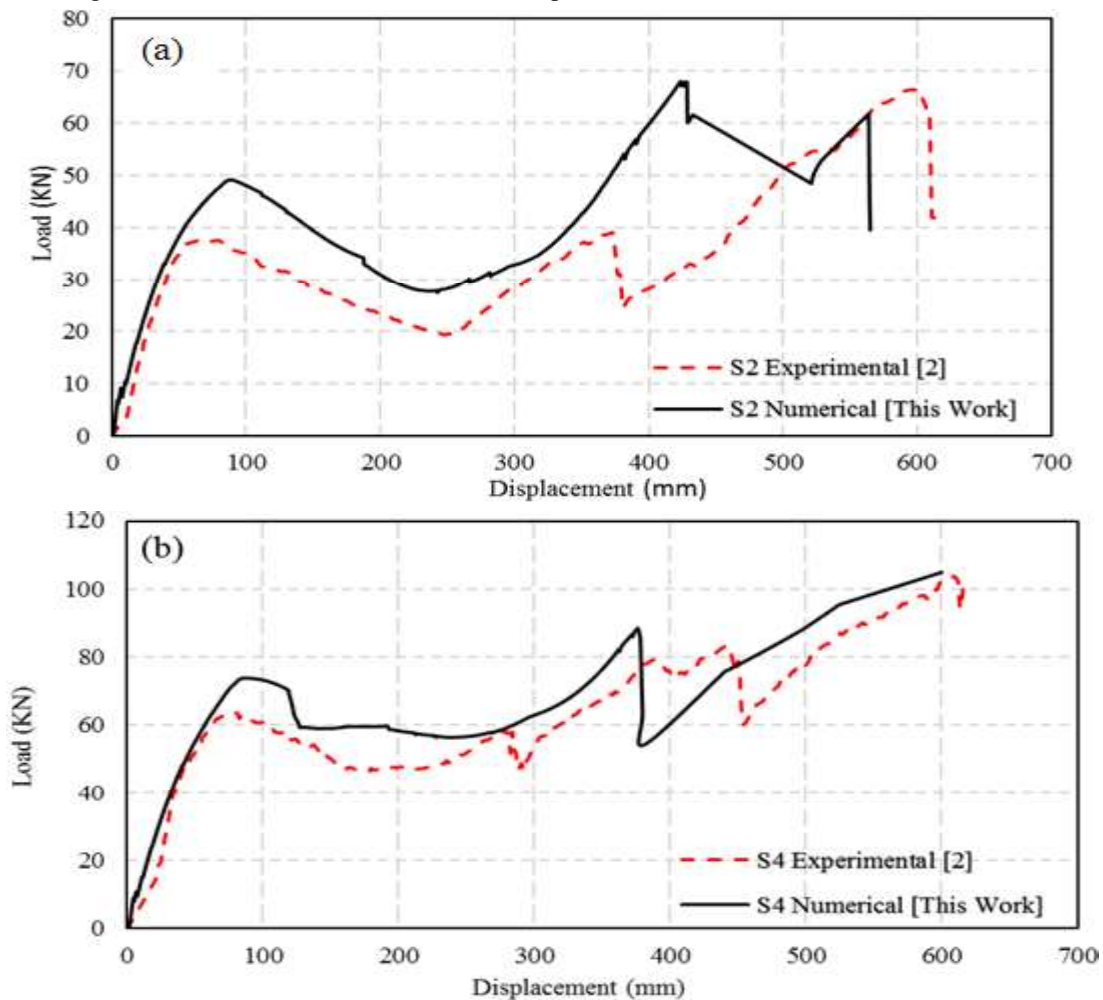 80
(a)
70
60
50
40
30
20
10
0
Load (KN)
S2 Experimental [2]
S2 Numerical [This Work]
0 100 200 300 400 500 600 700
Displacement (mm)
120
(b)
100
80
60
40
20
0
Load (KN)
S4 Experimental [2]
S4 Numerical [This Work]
0 100 200 300 400 500 600 700
Displacement (mm)